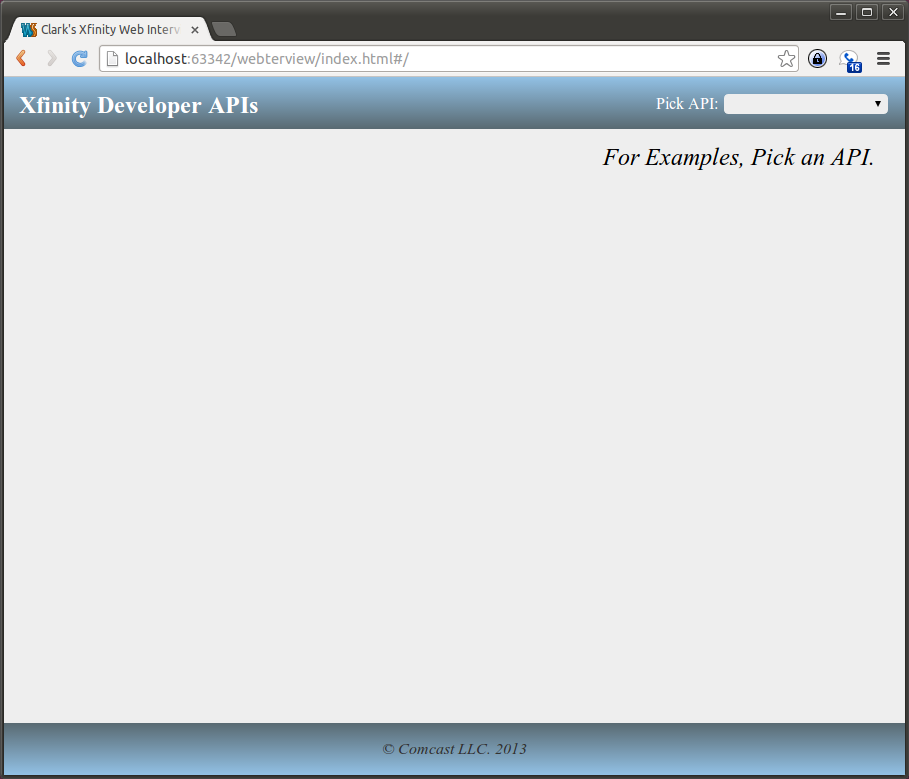 Clark's Xfinity Web Interv
localhost:63342/webterview/index.html#/
16
Xfinity Developer APIs
Pick API:
For Examples, Pick an API.
© Comcast LLC. 2013